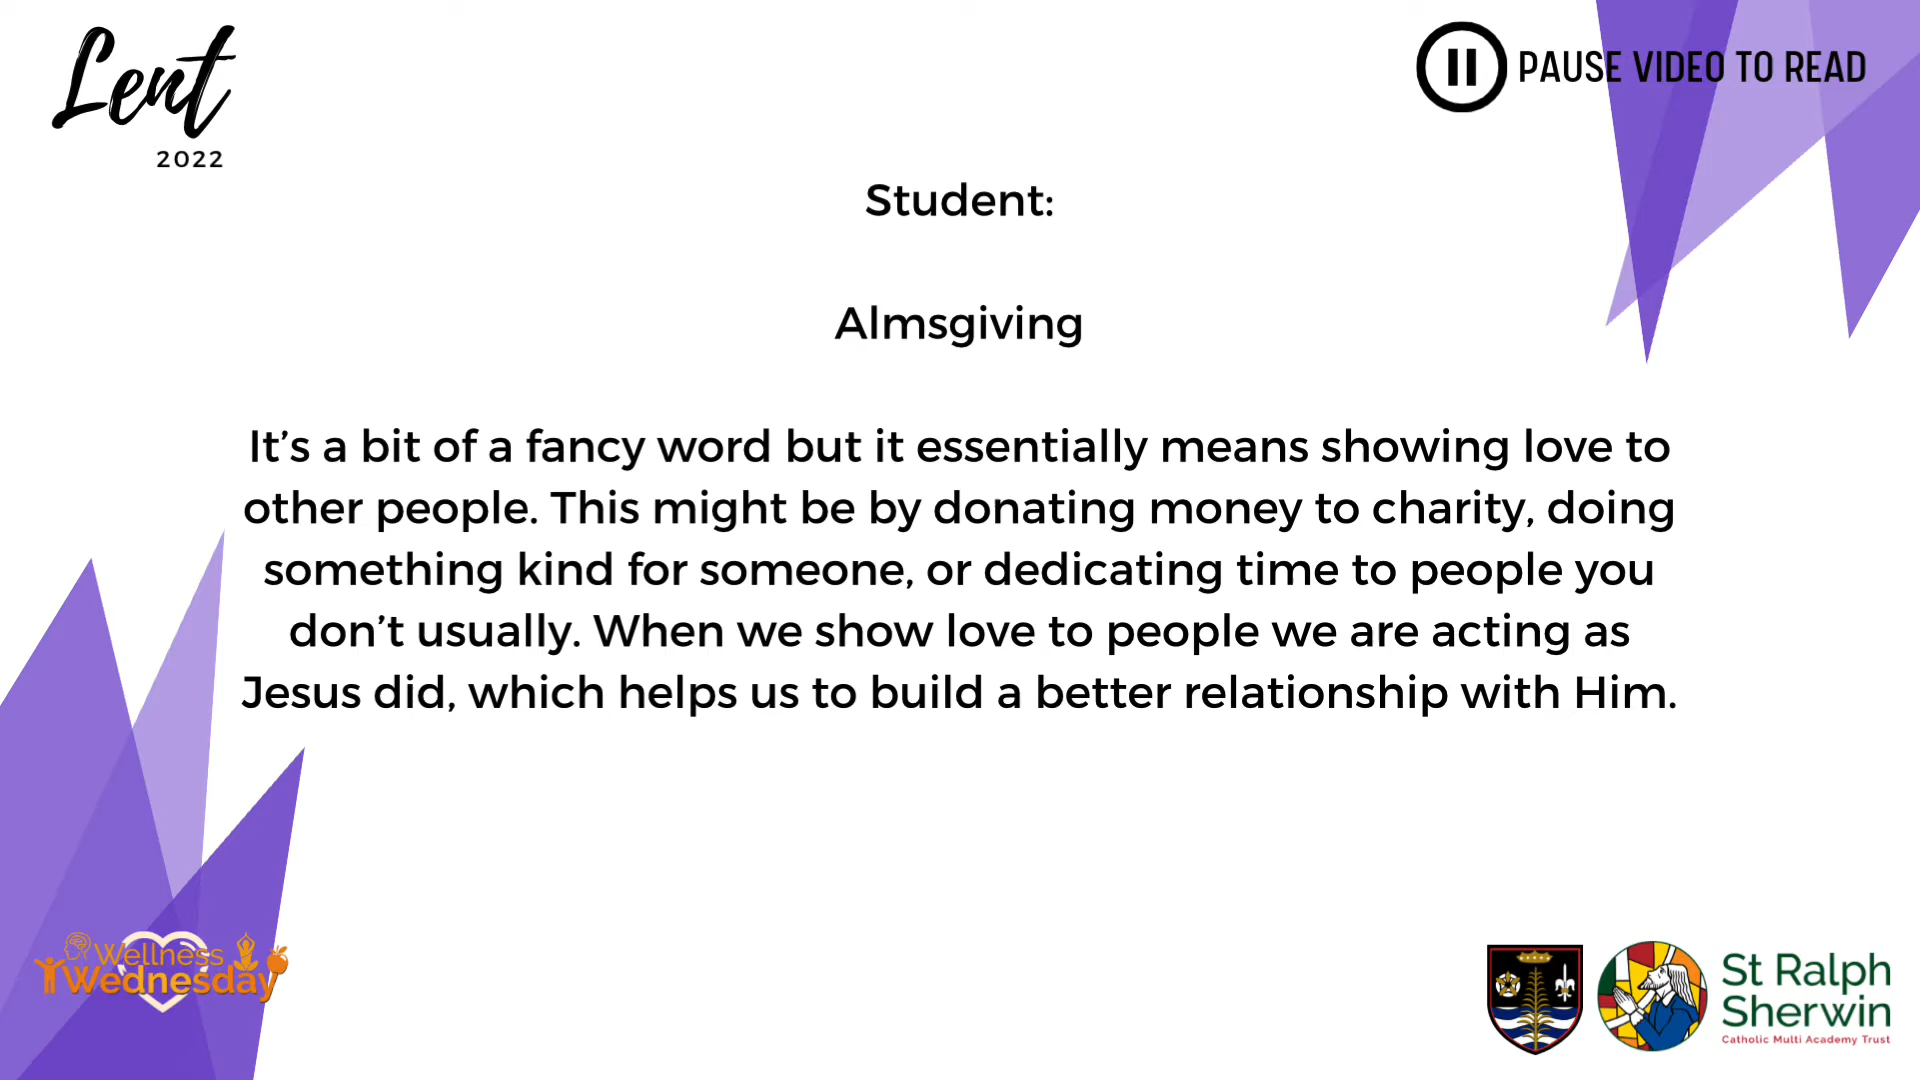 Lent
2022
PAUSE VIDEO TO READ
Student:
Almsgiving
It’s a bit of a fancy word but it essentially means showing love to
other people. This might be by donating money to charity, doing
something kind for someone, or dedicating time to people you
don’t usually. When we show love to people we are acting as
Jesus did, which helps us to build a better relationship with Him.
Wellness
Wednesday
St Ralph
Sherwin
Catholic Multi Academy Trust